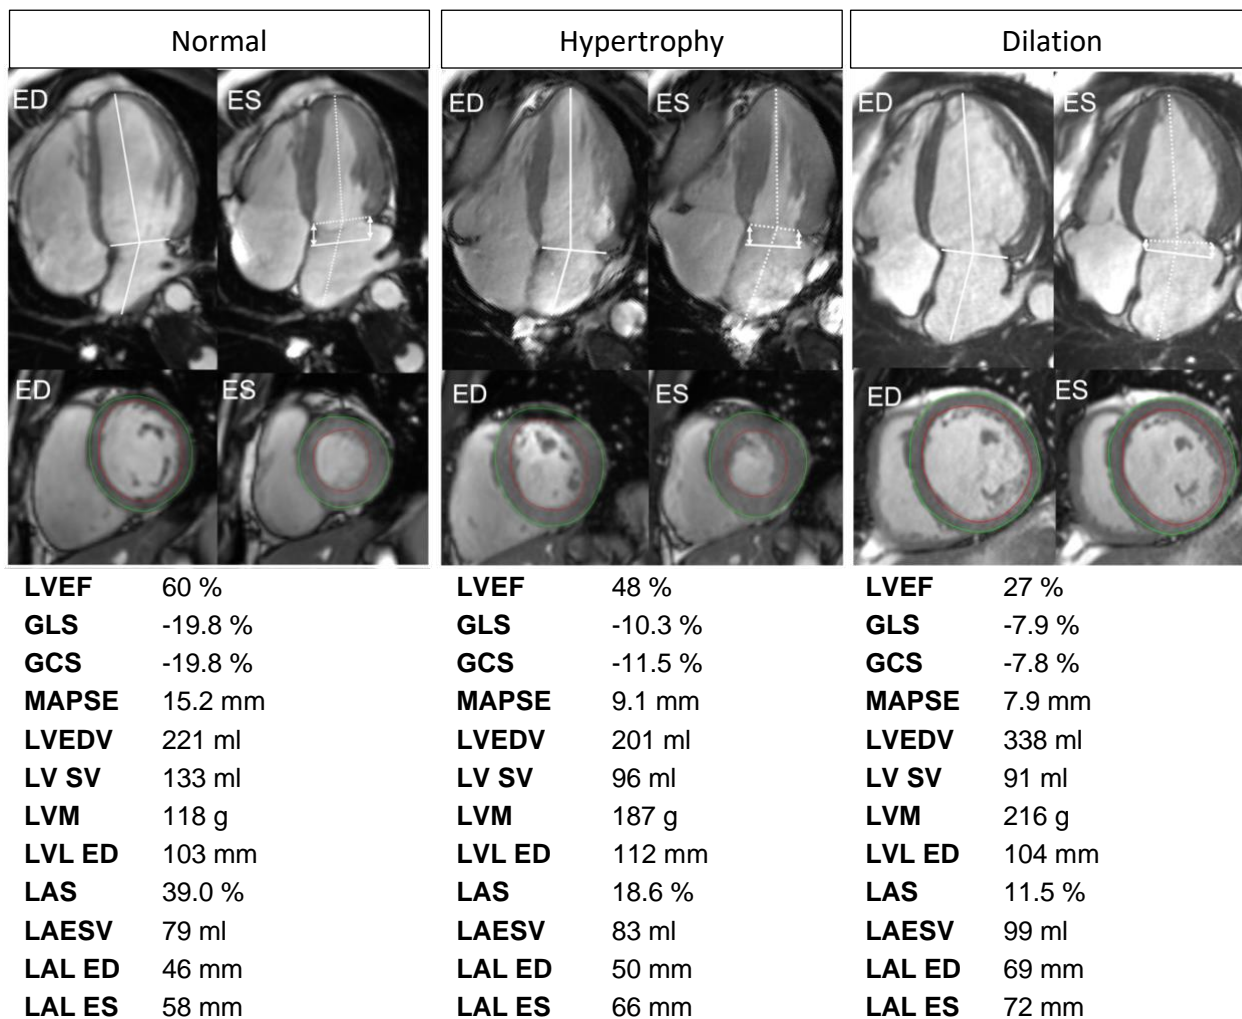 Normal
Hypertrophy
Dilation
ED
ES
ED
ES
ED
ES
ED
ES
ED
ES
ED
ES
LVEF 60 %
GLS -19.8 %
GCS -19.8 %
MAPSE 15.2 mm
LVEDV 221 ml
LV SV 133 ml
LVM 118 g
LVL ED 103 mm
LAS 39.0 %
LAESV 79 ml
LAL ED 46 mm
LAL ES 58 mm
LVEF 48 %
GLS -10.3 %
GCS -11.5 %
MAPSE 9.1 mm
LVEDV 201 ml
LV SV 96 ml
LVM 187 g
LVL ED 112 mm
LAS 18.6 %
LAESV 83 ml
LAL ED 50 mm
LAL ES 66 mm
LVEF 27 %
GLS -7.9 %
GCS -7.8 %
MAPSE 7.9 mm
LVEDV 338 ml
LV SV 91 ml
LVM 216 g
LVL ED 104 mm
LAS 11.5 %
LAESV 99 ml
LAL ED 69 mm
LAL ES 72 mm